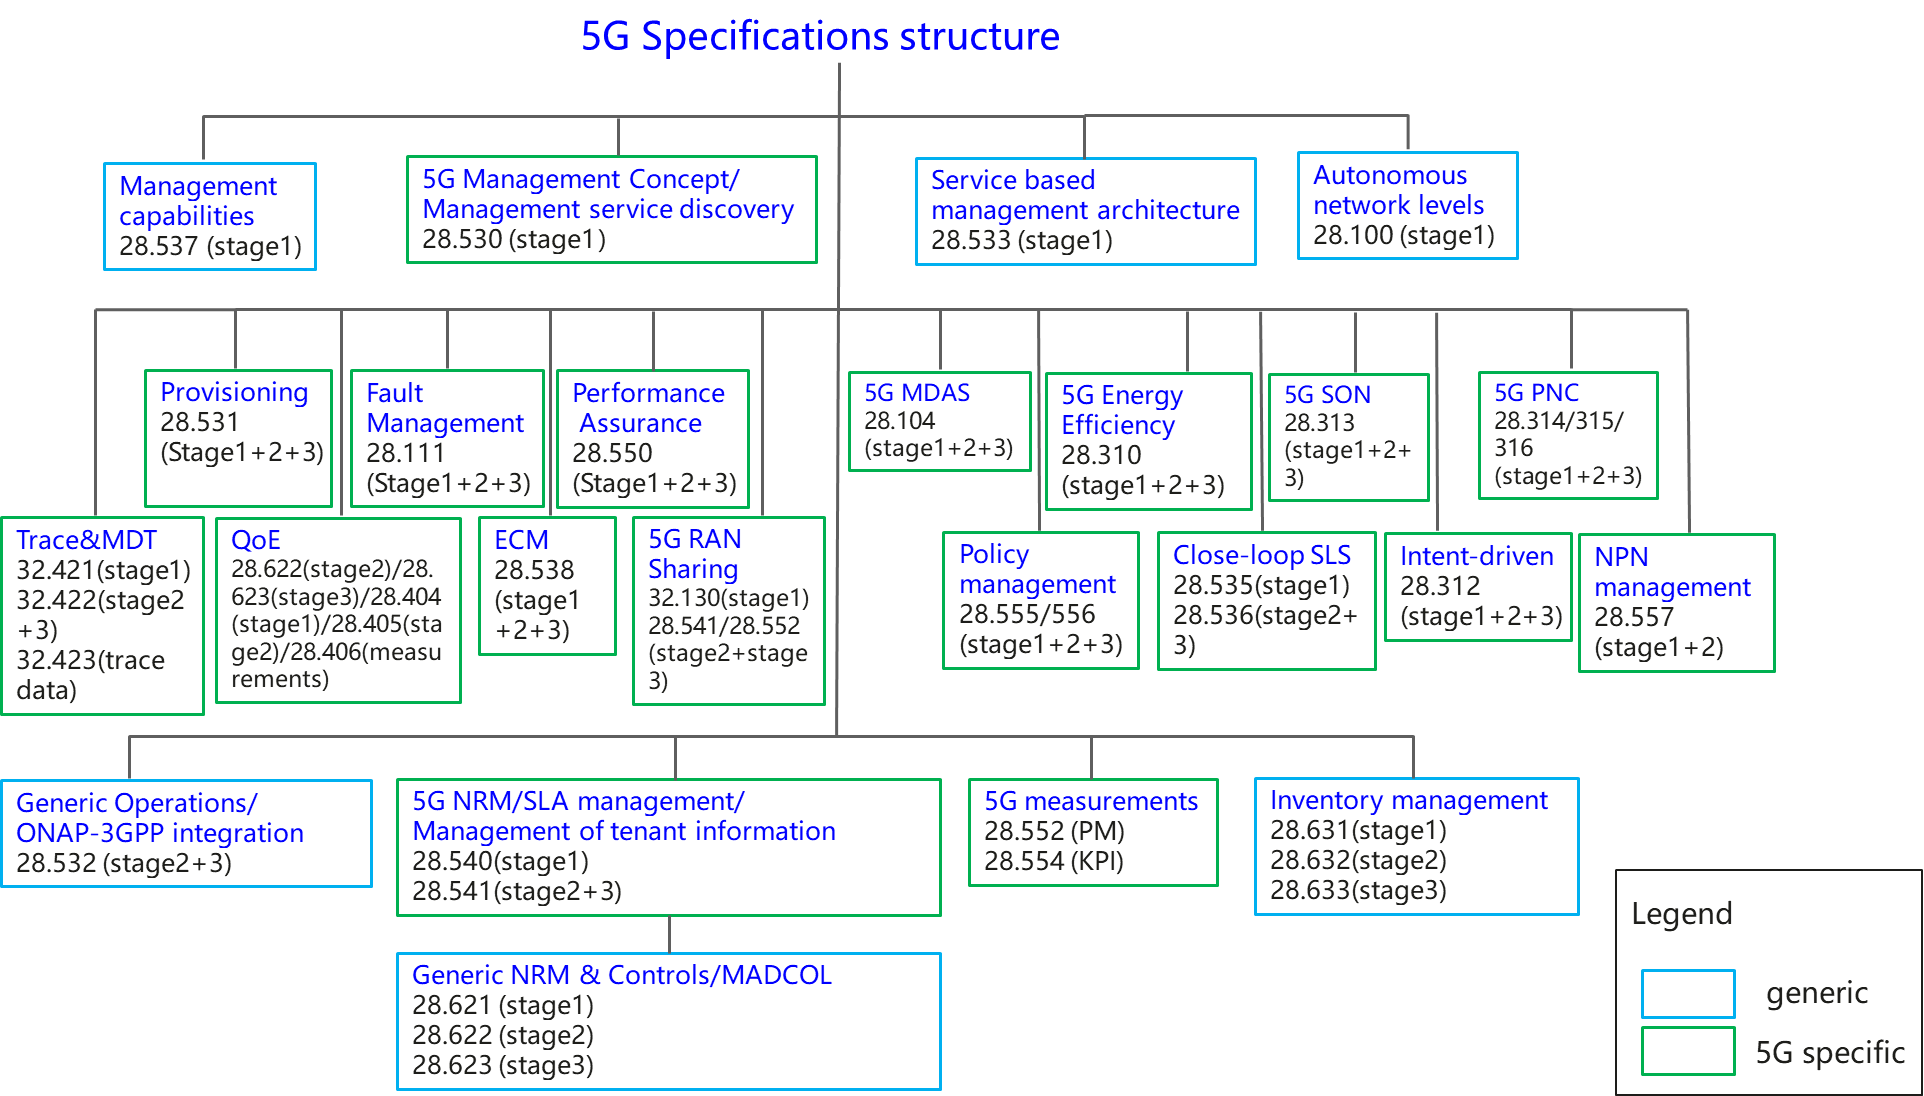 5G Specifications structure
Management
capabilities
28.537 (stage1)
5G Management Concept/
Management service discovery
28.530 (stage1)
Service based
management architecture
28.533 (stage1)
Autonomous
network levels
28.100 (stage1)
Provisioning
28.531
(Stage1+2+3)
Fault
Management
28.111
(Stage1+2+3)
Performance
Assurance
28.550
(Stage1+2+3)
5G MDAS
28.104
(stage1+2+3)
5G Energy
Efficiency
28.310
(stage1+2+3)
5G SON
28.313
(stage1+2+
3)
5G PNC
28.314/315/
316
(stage1+2+3)
Trace&MDT
32.421(stage1)
32.422(stage2
+3)
32.423(trace
data)
QoE
28.622(stage2)/28.
623(stage3)/28.404
(stage1)/28.405(sta
ge2)/28.406(measu
rements)
ECM
28.538
(stage1
+2+3)
5G RAN
Sharing
32.130(stage1)
28.541/28.552
(stage2+stage
3)
Policy
management
28.555/556
(stage1+2+3)
Close-loop SLS
28.535(stage1)
28.536(stage2+
3)
Intent-driven
28.312
(stage1+2+3)
NPN
management
28.557
(stage1+2)
Generic Operations/
ONAP-3GPP integration
28.532 (stage2+3)
5G NRM/SLA management/
Management of tenant information
28.540(stage1)
28.541(stage2+3)
5G measurements
28.552 (PM)
28.554 (KPI)
Inventory management
28.631(stage1)
28.632(stage2)
28.633(stage3)
Generic NRM & Controls/MADCOL
28.621 (stage1)
28.622 (stage2)
28.623 (stage3)
Legend
generic
5G specific